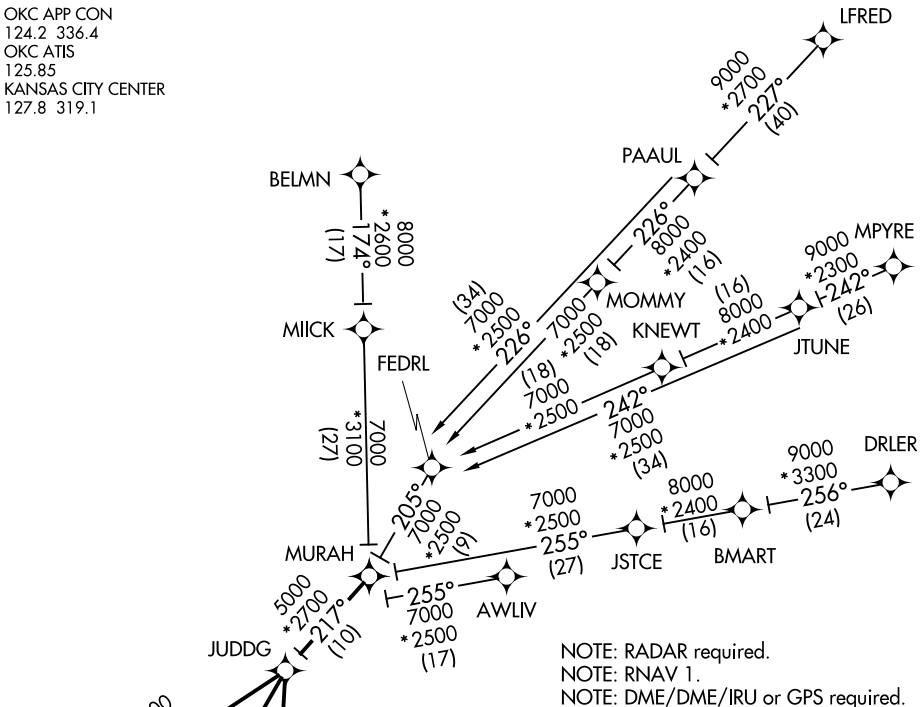 OKC APP CON
124.2 336.4
OKC ATIS
125.85
KANSAS CITY CENTER
127.8 319.1
LFRED
9000
*2700
227°
(40)
PAAUL
BELMN
8000
*2600
174°
(17)
226°
8000
*2400
(16)
MPYRE
9000
*2300
242°
(26)
MOMMY
(16)
8000
*2400
JTUNE
KNEWT
MIICK
(34)
7000
*2500
226°
7000
*2500
(18)
FEDRL
(18)
7000
*2500
242°
7000
*2500
(34)
7000
*3100
(27)
DRLER
9000
*3300
256°
(24)
8000
*2400
(16)
BMART
205°
7000
*2500
(9)
7000
*2500
255°
(27)
JSTCE
MURAH
255°
7000
*2500
(17)
AWLIV
5000
*2700
217°
(10)
JUDDG
NOTE: RADAR required.
NOTE: RNAV 1.
NOTE: DME/DME/IRU or GPS required.